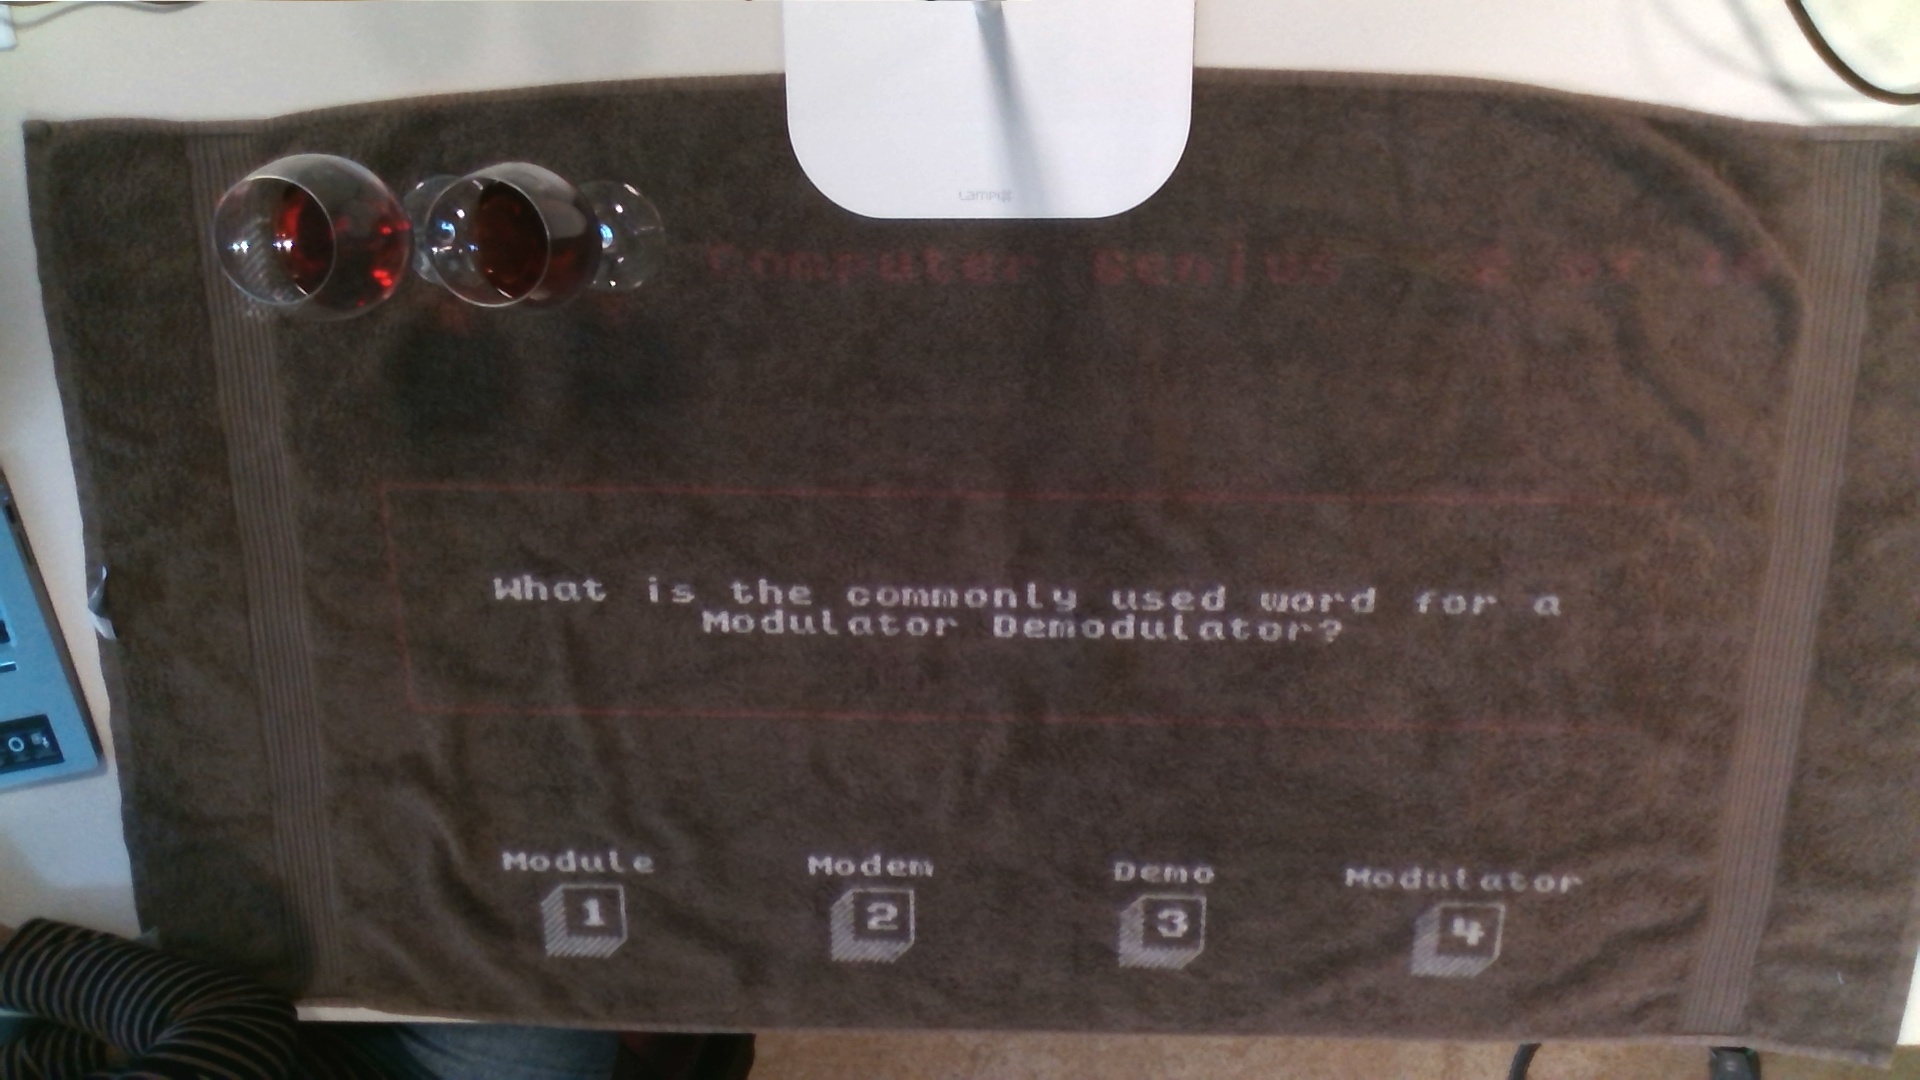 Lampix
Computer Genius
What is the commonly used word for a
Modulator Demodulator?
Module Modem Demo Modulator
1 2 3 4